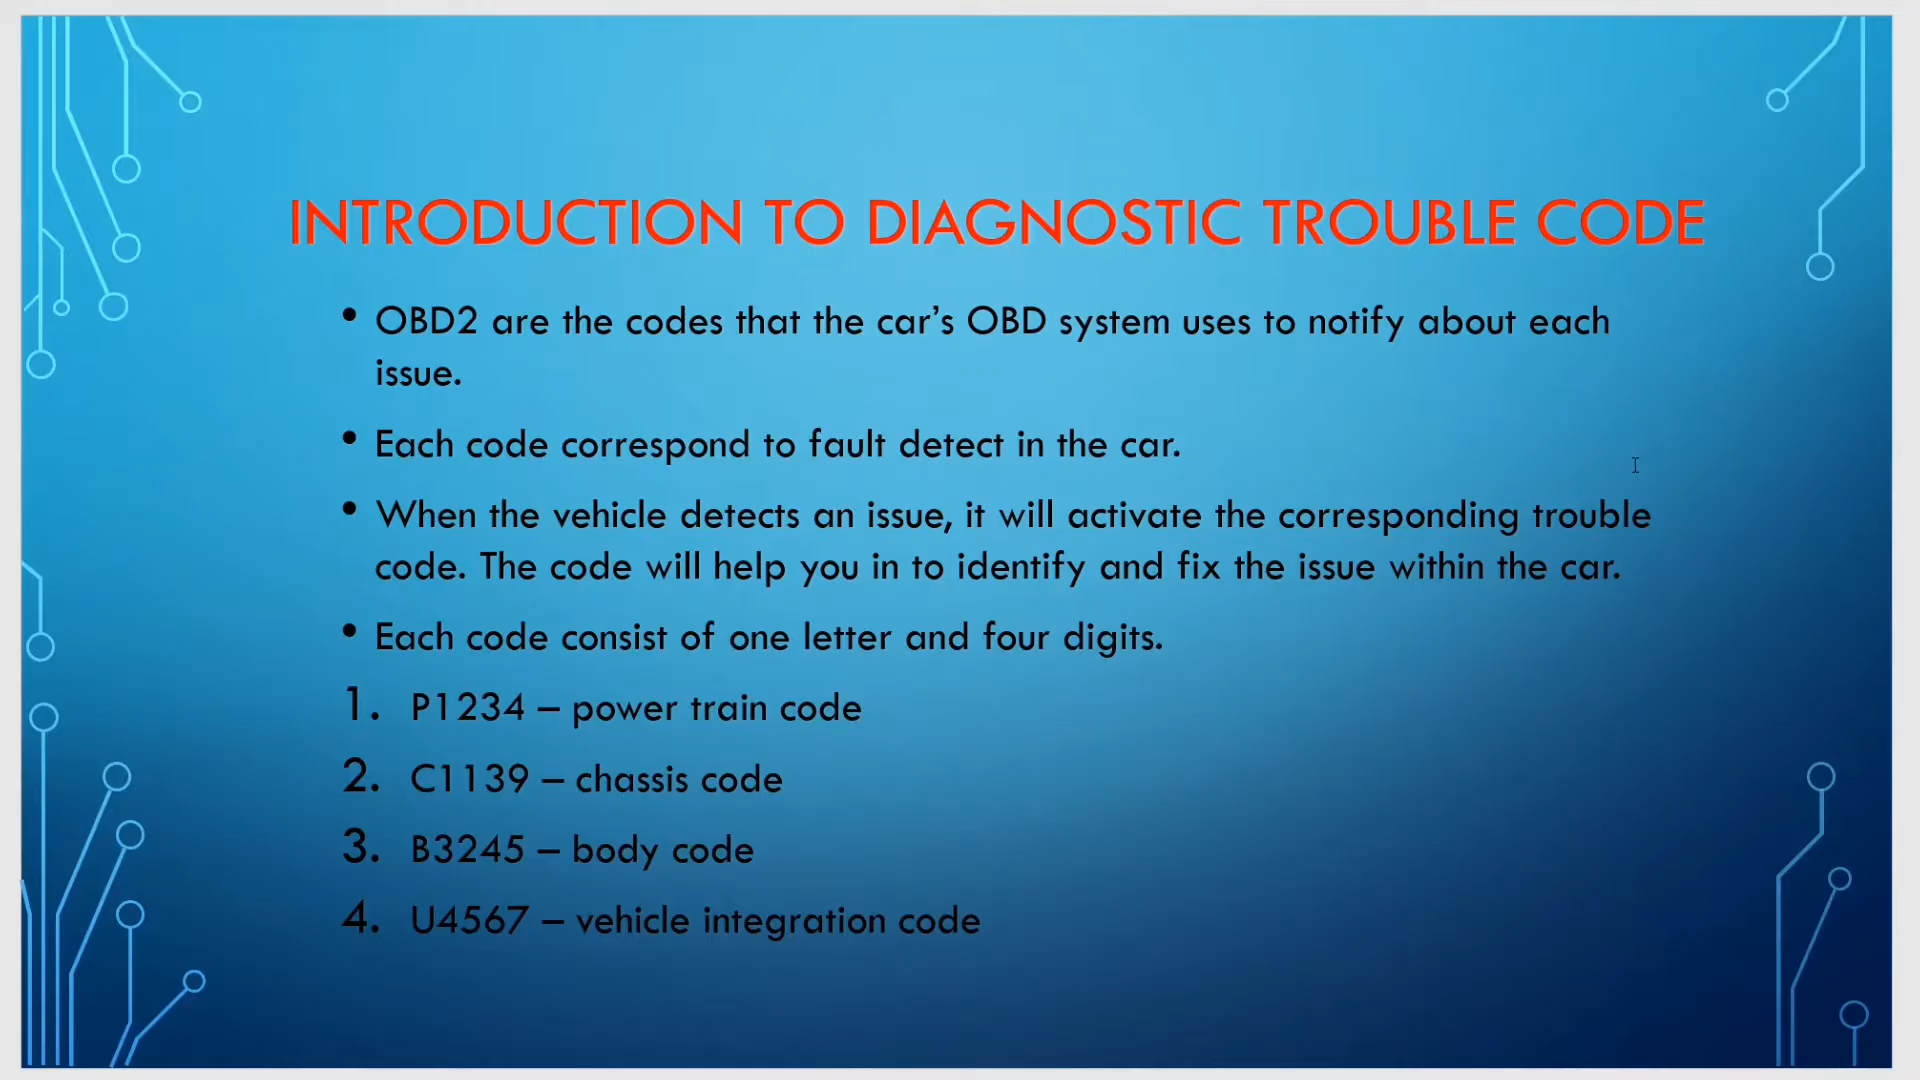 INTRODUCTION TO DIAGNOSTIC TROUBLE CODE
• OBD2 are the codes that the car’s OBD system uses to notify about each
issue.
• Each code correspond to fault detect in the car.
• When the vehicle detects an issue, it will activate the corresponding trouble
code. The code will help you in to identify and fix the issue within the car.
• Each code consist of one letter and four digits.
1. P1234 – power train code
2. C1139 – chassis code
3. B3245 – body code
4. U4567 – vehicle integration code